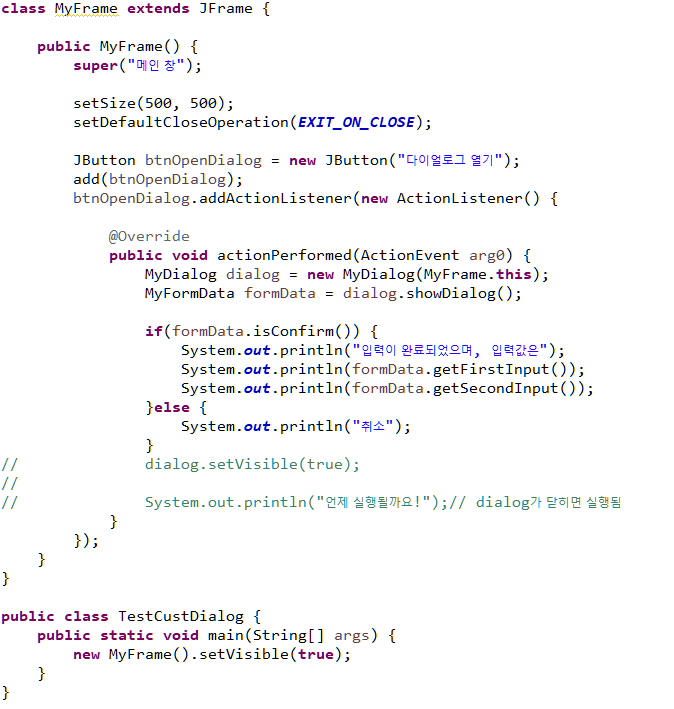 class MyFrame extends JFrame {
public MyFrame() {
super("메인 창");
setSize(500, 500);
setDefaultCloseOperation(EXIT_ON_CLOSE);
JButton btnOpenDialog = new JButton("다이얼로그 열기");
add(btnOpenDialog);
btnOpenDialog.addActionListener(new ActionListener() {
@Override
public void actionPerformed(ActionEvent arg0) {
MyDialog dialog = new MyDialog(MyFrame.this);
MyFormData formData = dialog.showDialog();
if(formData.isConfirm()) {
System.out.println("입력이 완료되었으며, 입력값은");
System.out.println(formData.getFirstInput());
System.out.println(formData.getSecondInput());
}else {
System.out.println("취소");
}
// dialog.setVisible(true);
//
// System.out.println("언제 실행될까요!");// dialog가 닫히면 실행됨
}
});
}
}
public class TestCustDialog {
public static void main(String[] args) {
new MyFrame().setVisible(true);
}
}